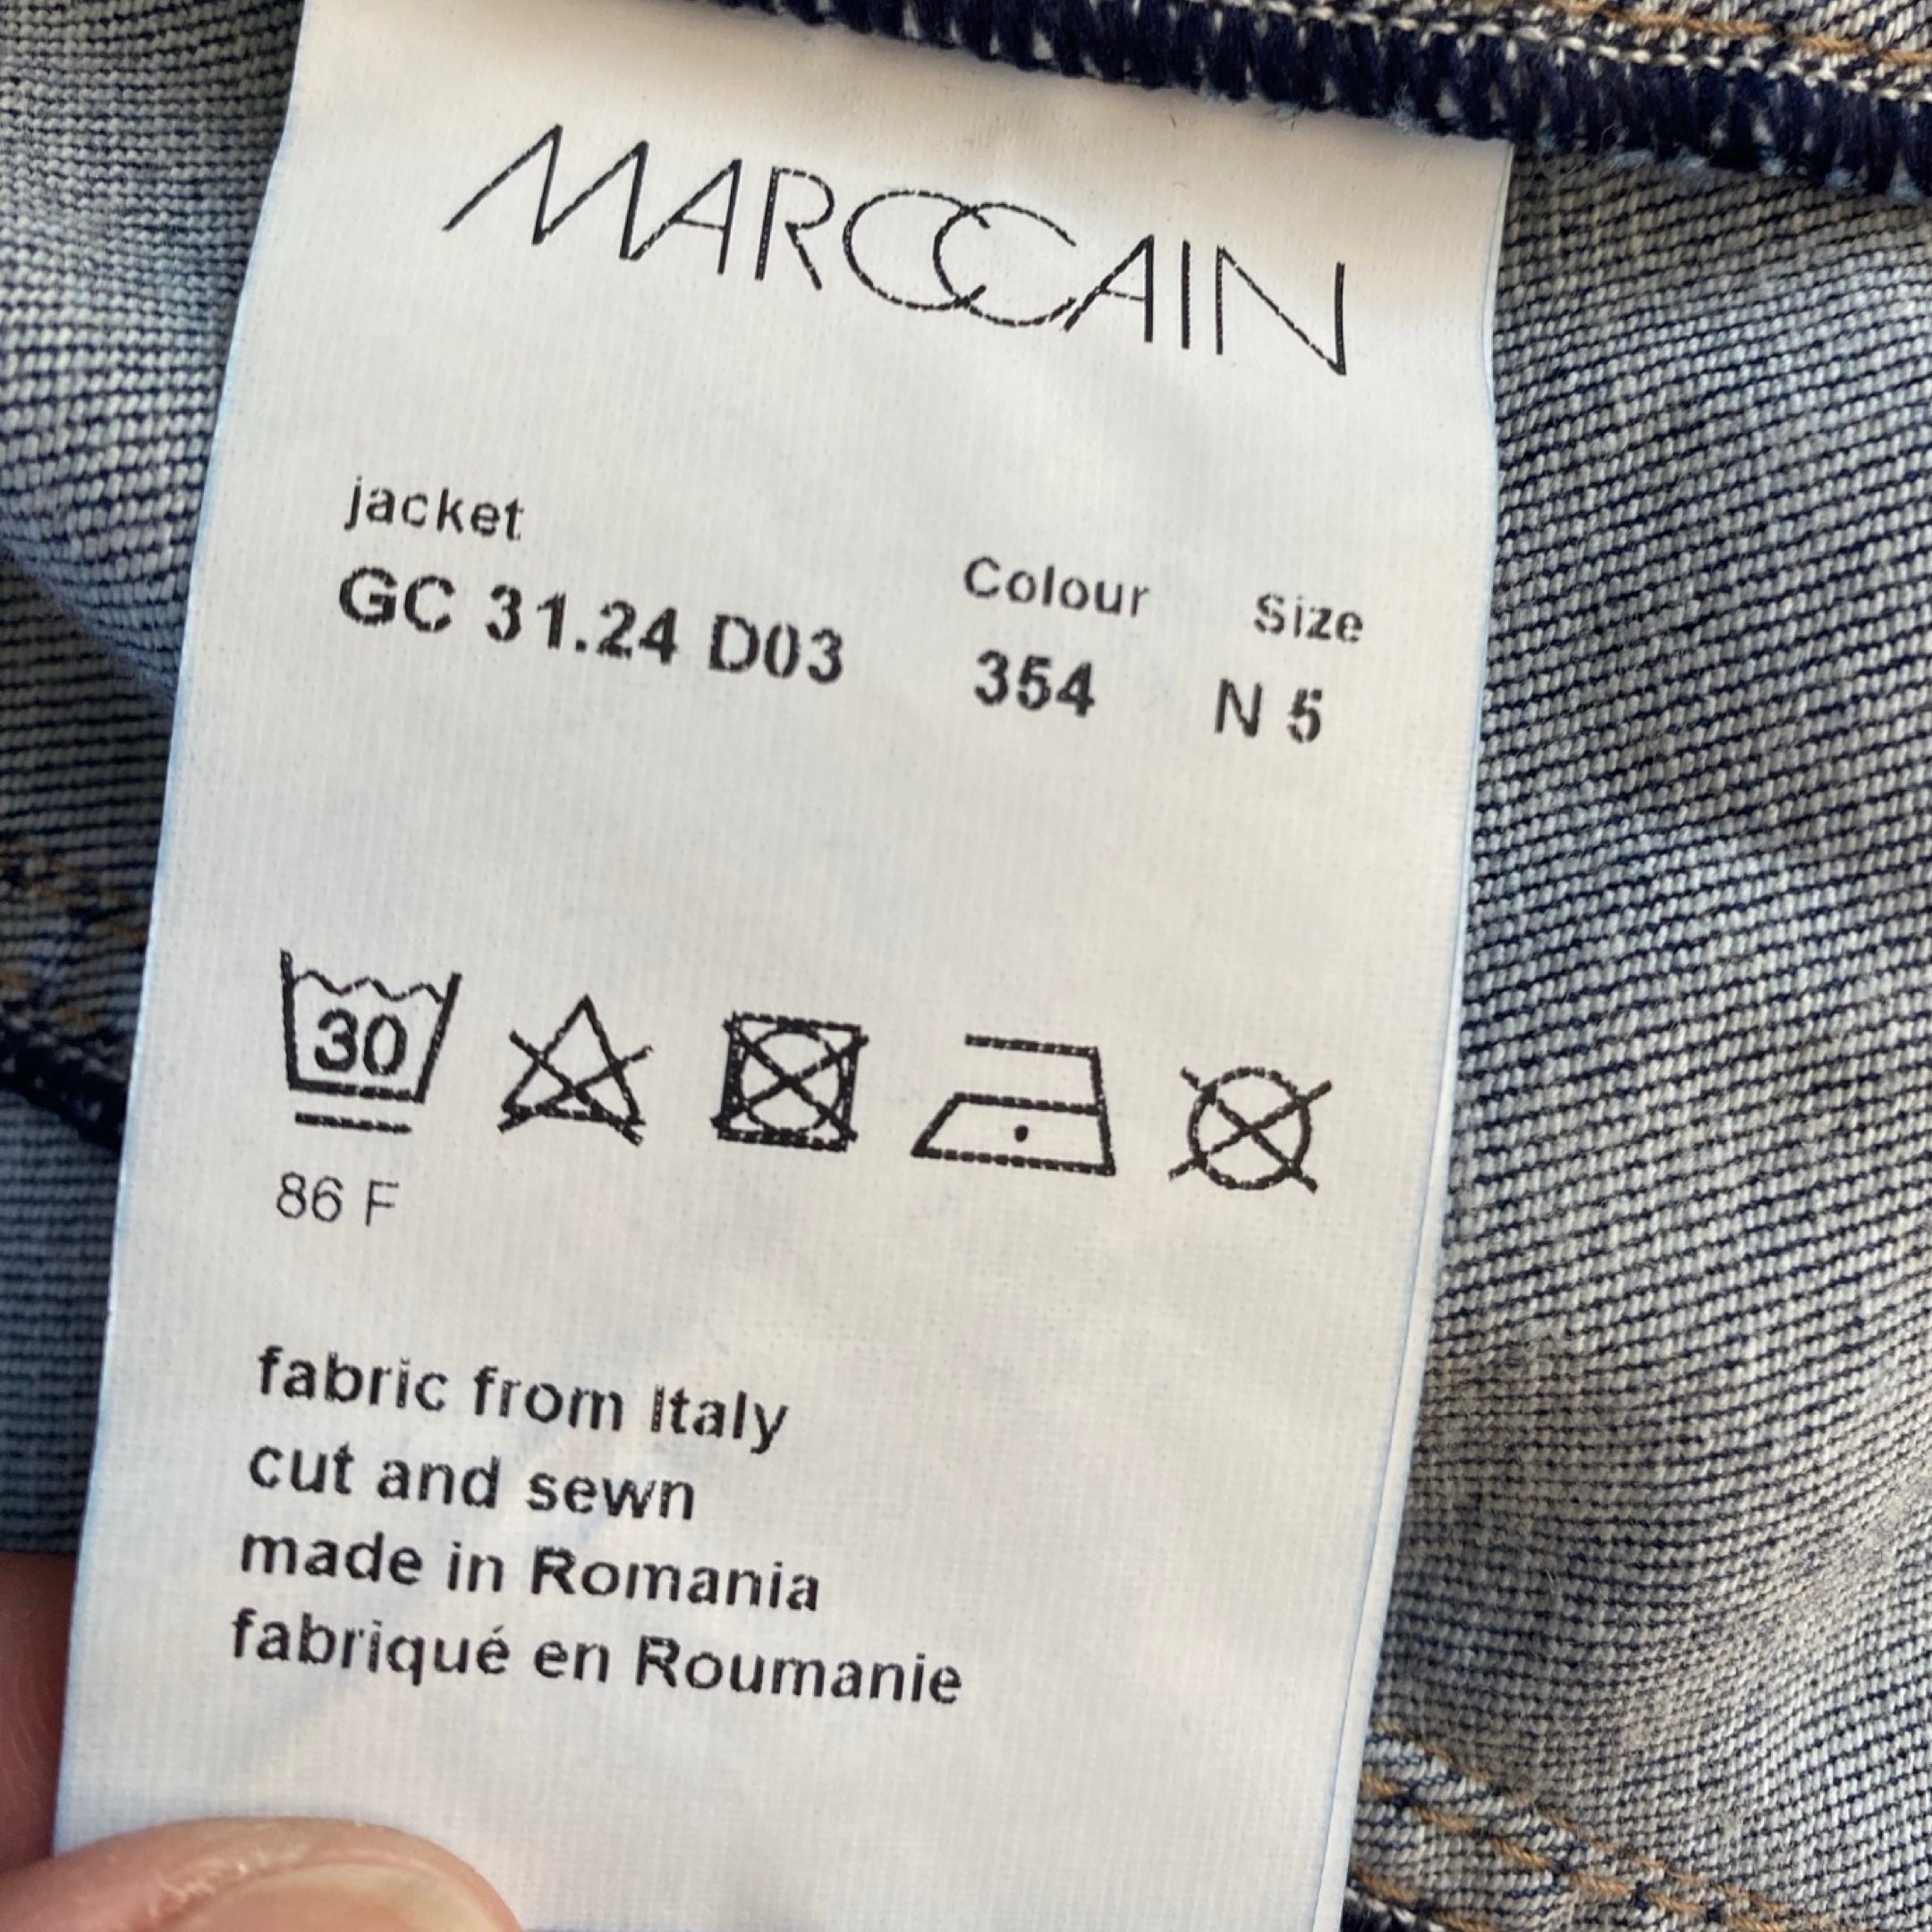 MARCCAIN
jacket
Colour Size
GC 31.24 D03 354 N 5
30
86 F
fabric from Italy
cut and sewn
made in Romania
fabriqué en Roumanie